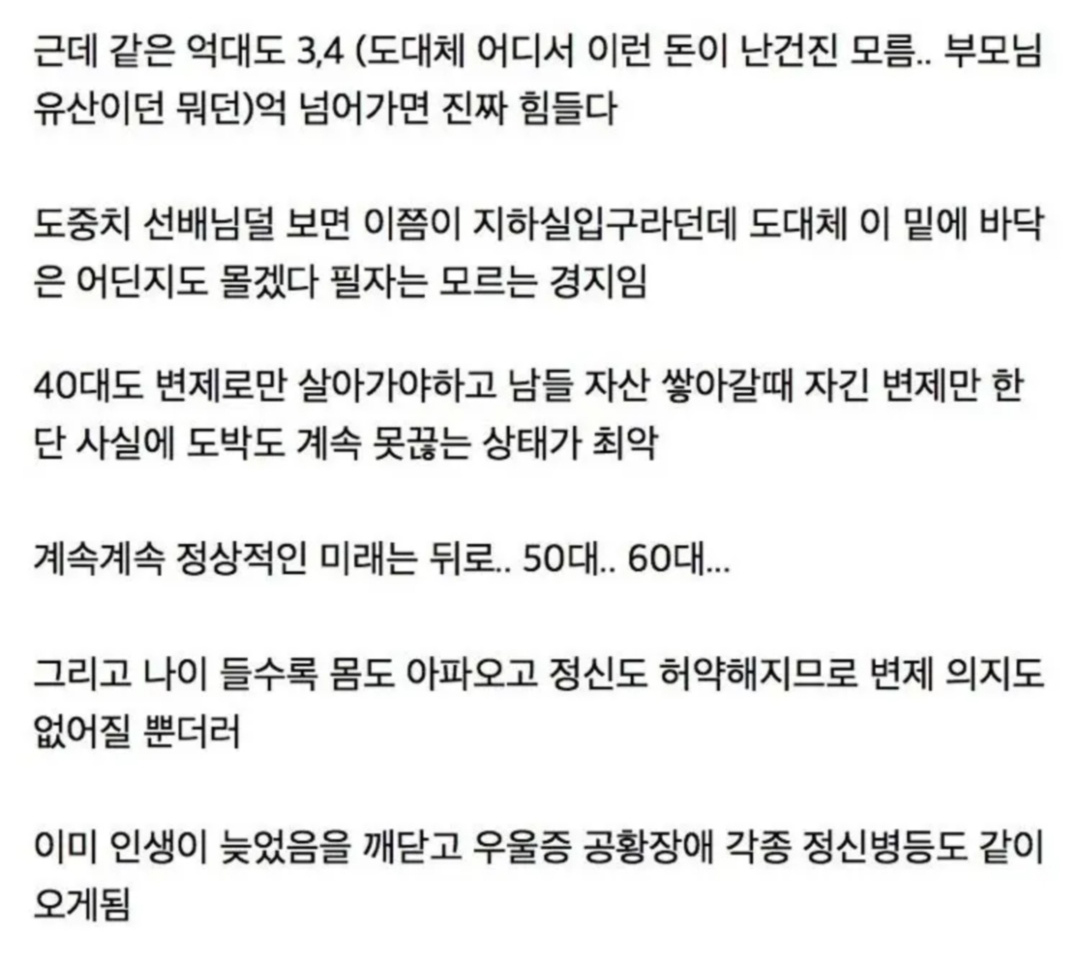 근데 같은 억대도 3,4 (도대체 어디서 이런 돈이 난건진 모름.. 부모님
유산이던 뭐던)억 넘어가면 진짜 힘들다
도중치 선배님덜 보면 이쯤이 지하실입구라던데 도대체 이 밑에 바닥
은 어딘지도 몰겠다 필자는 모르는 경지임
40대도 변제로만 살아가야하고 남들 자산 쌓아갈때 자긴 변제만 한
단 사실에 도박도 계속 못끊는 상태가 최악
계속계속 정상적인 미래는 뒤로.. 50대.. 60대...
그리고 나이 들수록 몸도 아파오고 정신도 허약해지므로 변제 의지도
없어질 뿐더러
이미 인생이 늦었음을 깨닫고 우울증 공황장애 각종 정신병등도 같이
오게됨